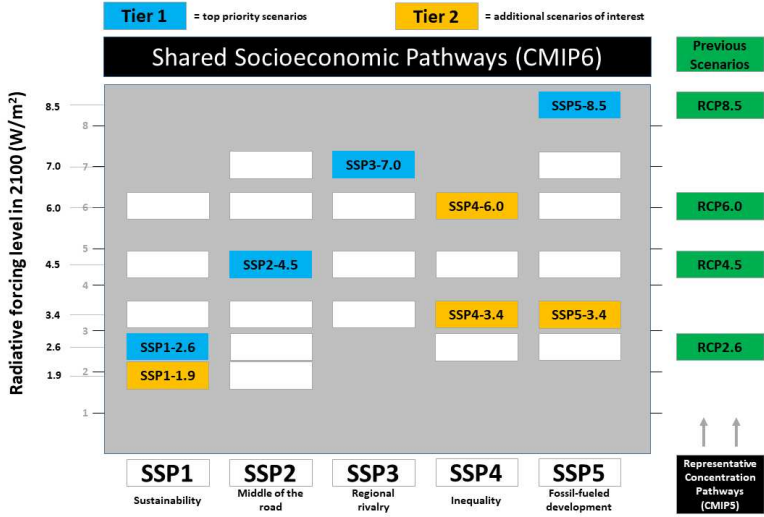 Tier 1 = top priority scenarios Tier 2 = additional scenarios of interest
Shared Socioeconomic Pathways (CMIP6)
Previous
Scenarios
Radiative forcing level in 2100 (W/m²)
8.5 SSP5-8.5 RCP8.5
8
7.0 7 SSP3-7.0
6.0 6 SSP4-6.0 RCP6.0
5
4.5 SSP2-4.5 RCP4.5
4
3.4 SSP4-3.4 SSP5-3.4
3
2.6 SSP1-2.6 RCP2.6
2
1.9 SSP1-1.9
1
SSP1 SSP2 SSP3 SSP4 SSP5
Sustainability
Middle of the
road
Regional
rivalry
Inequality
Fossil-fueled
development
Representative
Concentration
Pathways
(CMIP5)